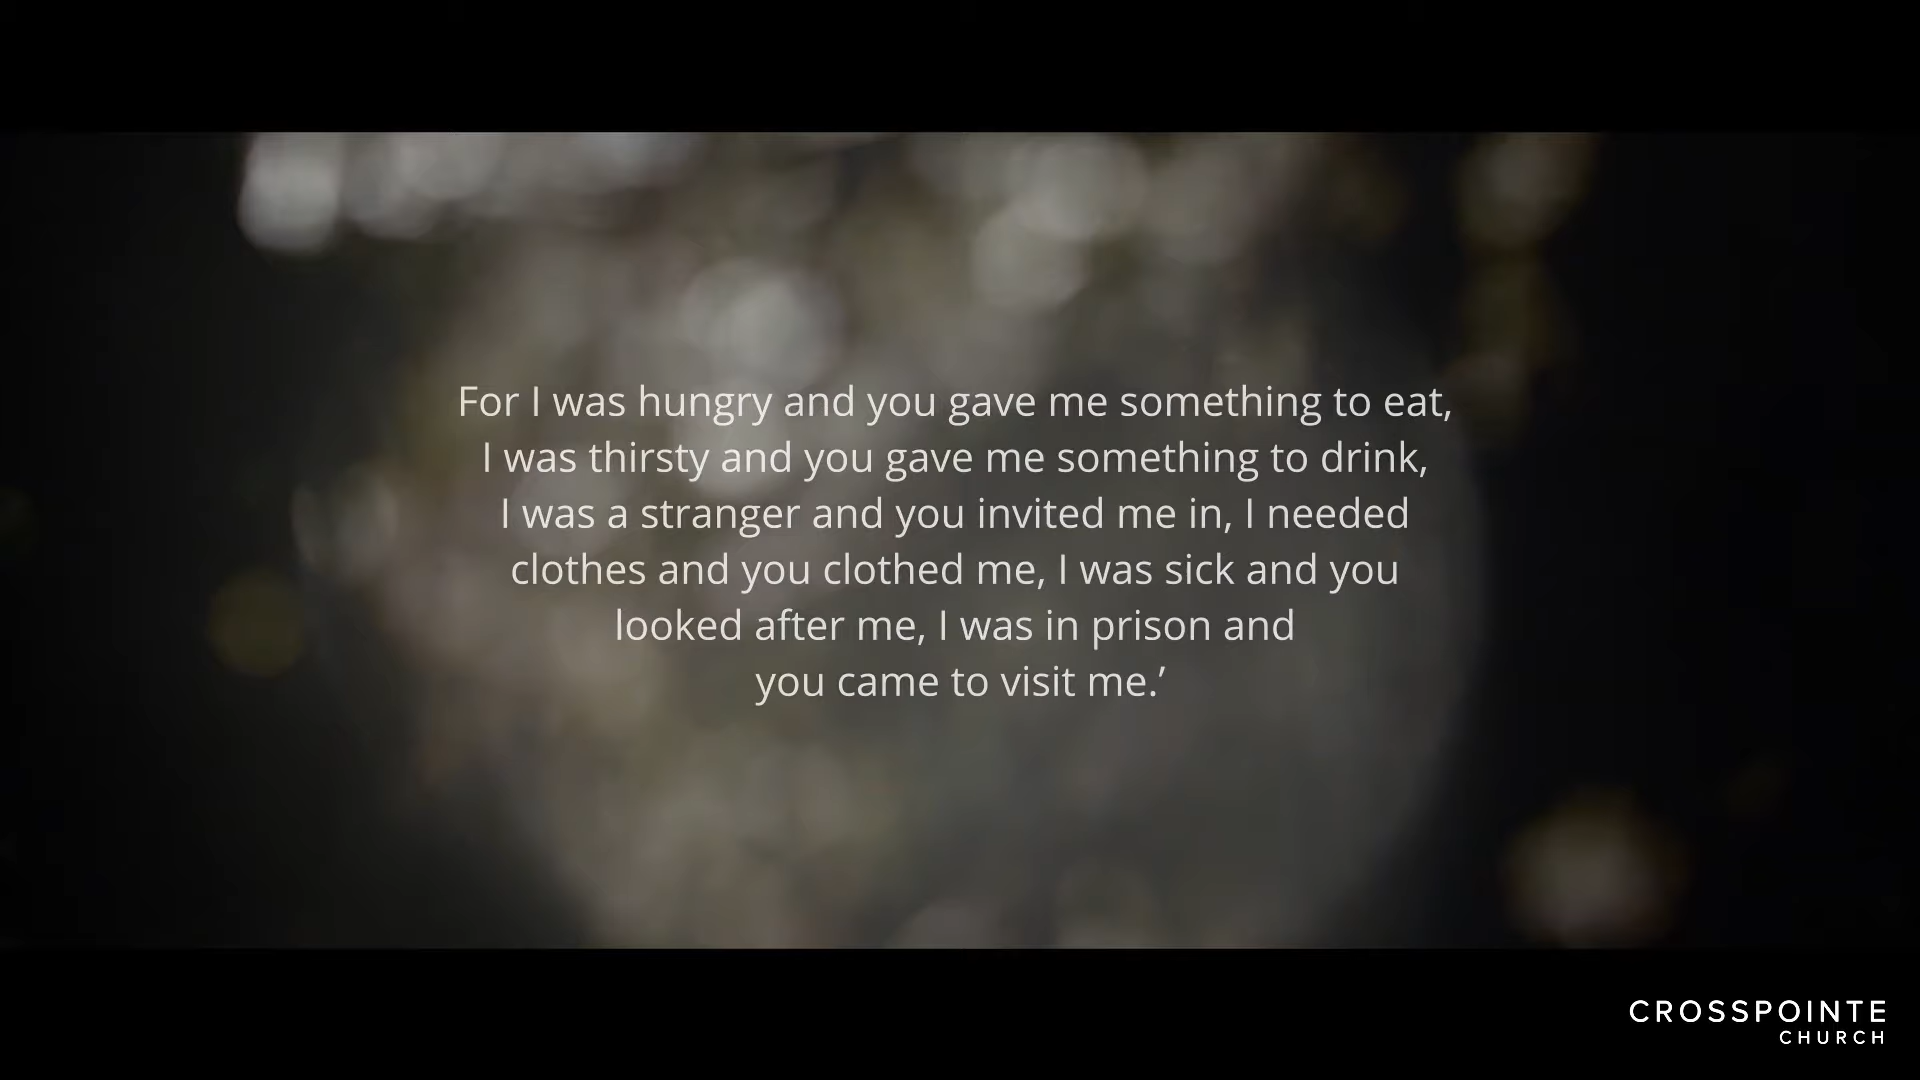 For I was hungry and you gave me something to eat,
I was thirsty and you gave me something to drink,
I was a stranger and you invited me in, I needed
clothes and you clothed me, I was sick and you
looked after me, I was in prison and
you came to visit me.’
CROSSPOINTE
CHURCH